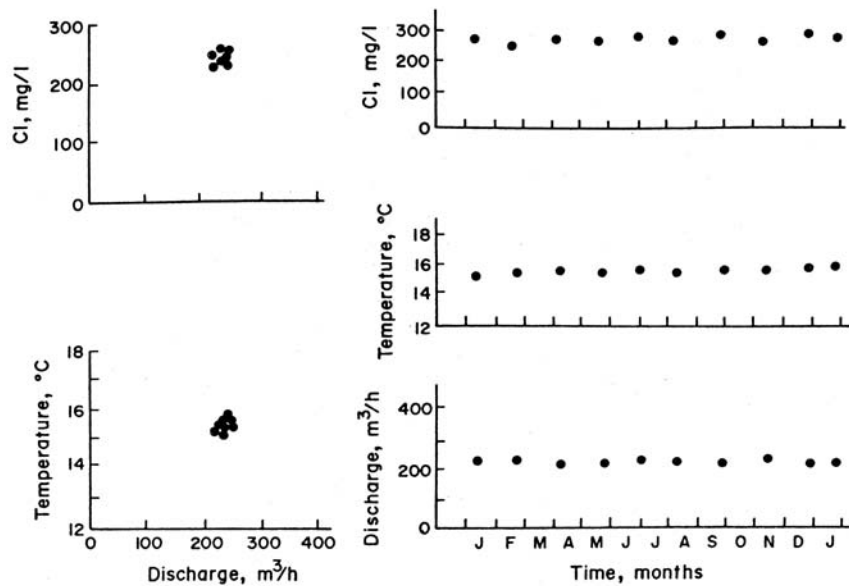 Cl, mg/l
300
200
100
0
Cl, mg/l
300
200
100
0
Temperature, °C
18
16
14
12
Temperature, °C
18
16
14
12
0 100 200 300 400
Discharge, m³/h
Discharge, m³/h
400
200
0
J F M A M J J A S O N D J
Time, months